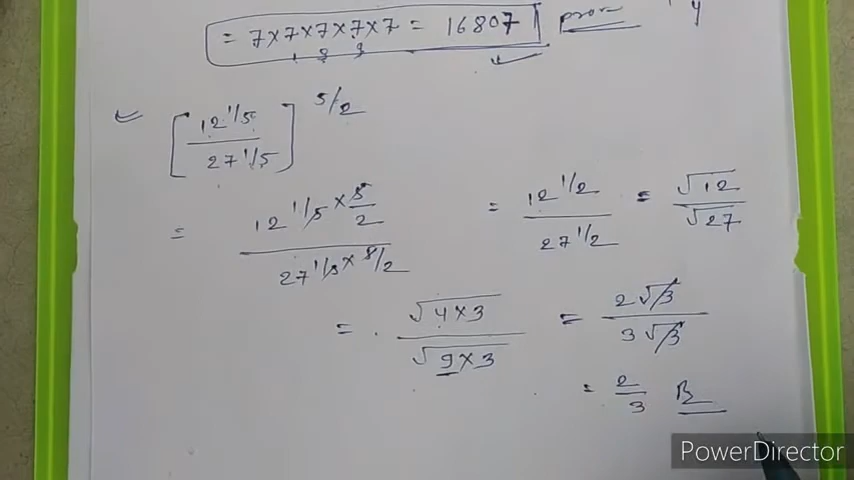 = 7×7×7×7×7 = 16807
[12^1/5 / 27^1/5]^5/2
= 12^1/5 × 5/2 / 27^1/5 × 5/2 = 12^1/2 / 27^1/2 = √12 / √27
= √4×3 / √9×3 = 2√3 / 3√3
= 2/3
PowerDirector